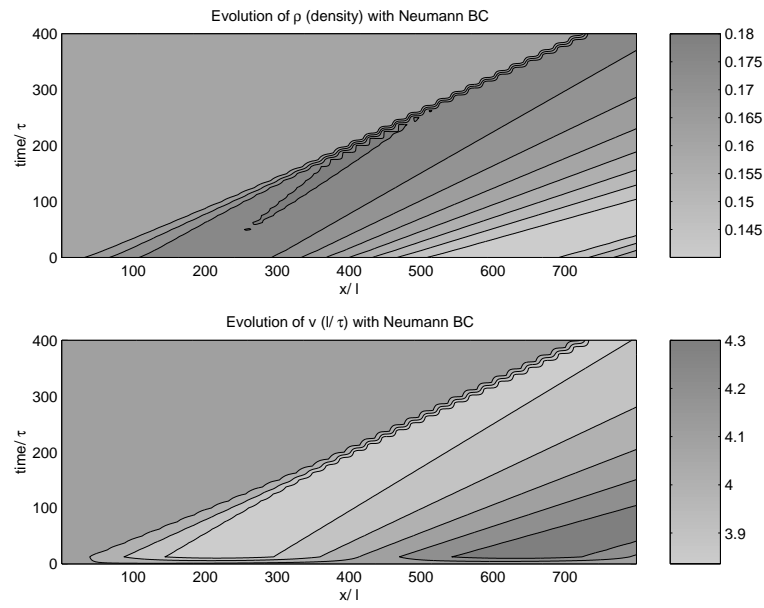 Evolution of ρ (density) with Neumann BC
400
300
200
100
0
time/ τ
100 200 300 400 500 600 700
x/ l
0.18
0.175
0.17
0.165
0.16
0.155
0.15
0.145
Evolution of v (l/ τ) with Neumann BC
400
300
200
100
0
time/ τ
100 200 300 400 500 600 700
x/ l
4.3
4.2
4.1
4
3.9